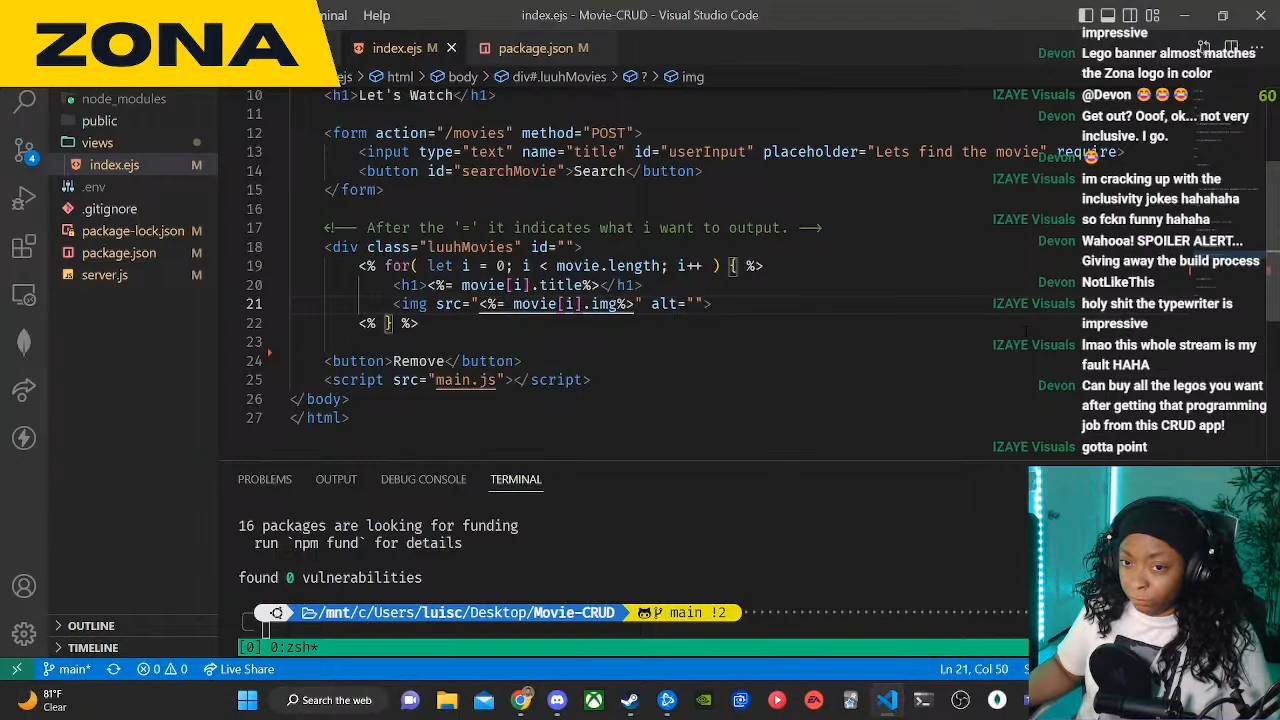 ZONA
minal
Help
index.ejs - Movie-CRUD - Visual Studio Code
index.ejs M
package.json M
ejs
html
body
div#.luuhMovies
?
img
node_modules
public
views
index.ejs M
.env
.gitignore
package-lock.json M
package.json M
server.js
4
10 <h1>Let's Watch</h1>
11
12 <form action="/movies" method="POST">
13 <input type="text" name="title" id="userInput" placeholder="Lets find the movie" require>
14 <button id="searchMovie">Search</button>
15 </form>
16
17 <!-- After the '=' it indicates what i want to output. -->
18 <div class="luuhMovies" id="">
19 <% for( let i = 0; i < movie.length; i++ ) { %>
20 <h1><%= movie[i].title%></h1>
21 <img src="<%= movie[i].img%>" alt="">
22 <% } %>
23
24 <button>Remove</button>
25 <script src="main.js"></script>
26 </body>
27 </html>
impressive
Devon Lego banner almost matches
the Zona logo in color
IZAYE Visuals @Devon 😂 😂 😂
60
Devon Get out? Ooof, ok... not very
inclusive. I go.
Devon 😂
IZAYE Visuals im cracking up with the
inclusivity jokes hahahaha
IZAYE Visuals so fckn funny hahaha
Devon Wahooa! SPOILER ALERT...
Giving away the build process
Devon NotLikeThis
IZAYE Visuals holy shit the typewriter is
impressive
IZAYE Visuals lmao this whole stream is my
fault HAHA
Devon Can buy all the legos you want
after getting that programming
job from this CRUD app!
IZAYE Visuals gotta point
PROBLEMS
OUTPUT
DEBUG CONSOLE
TERMINAL
16 packages are looking for funding
run `npm fund` for details
found 0 vulnerabilities
/mnt/c/Users/luisc/Desktop/Movie-CRUD
main !2
[0] 0:zsh*
OUTLINE
TIMELINE
main*
0
0
Live Share
Ln 21, Col 50
81°F
Clear
Search the web
EA